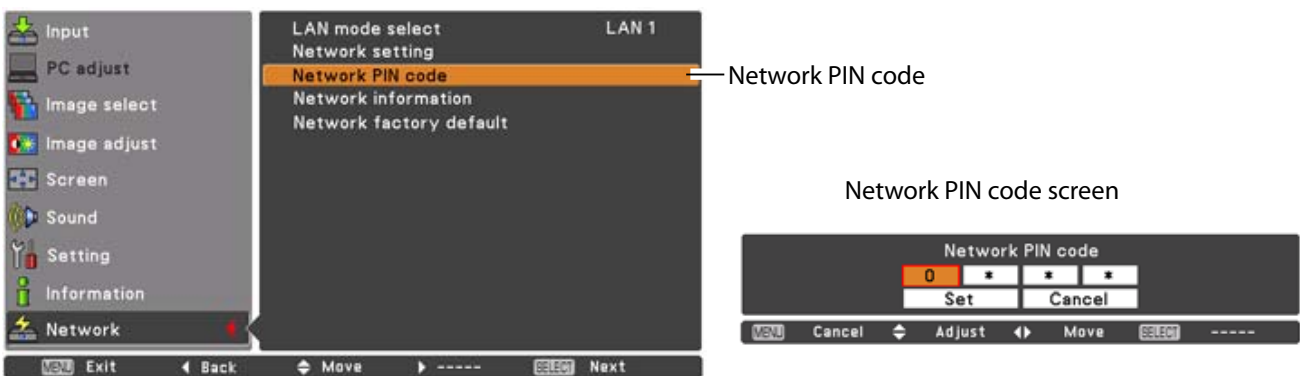 Input
PC adjust
Image select
Image adjust
Screen
Sound
Setting
Information
Network
LAN mode select LAN 1
Network setting
Network PIN code
Network information
Network factory default
MENU Exit Back Move ----- SELECT Next
Network PIN code
Network PIN code screen
Network PIN code
0 * * *
Set Cancel
MENU Cancel Adjust Move SELECT -----